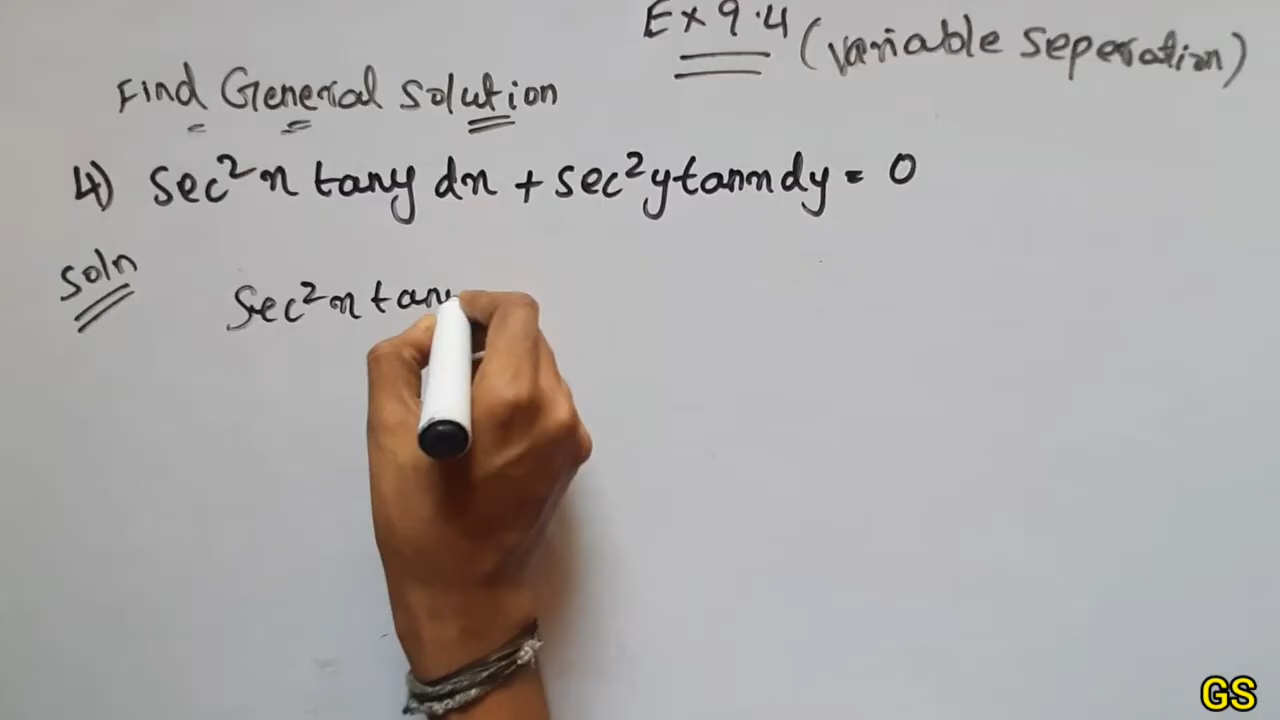 Ex 9.4 (variable seperation)
Find General solution
4) sec²x tany dx + sec²y tanx dy = 0
Soln
sec²x tany
GS